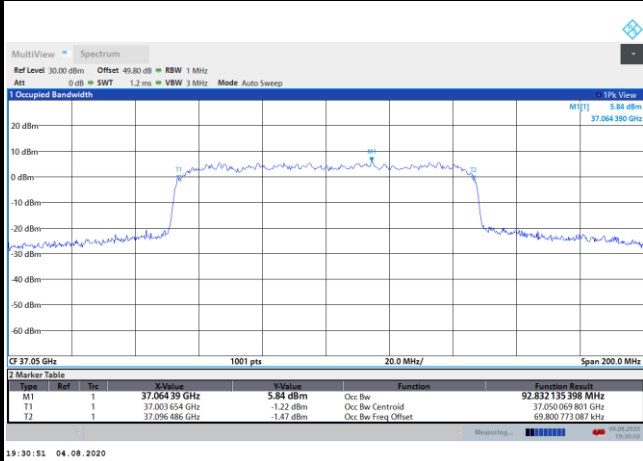 MultiView Spectrum
Ref Level 30.00 dBm Offset 49.80 dB RBW 1 MHz
Att 0 dB SWT 1.2 ms VBW 3 MHz Mode Auto Sweep
1 Occupied Bandwidth 1Pk View
M1[1] 5.84 dBm
37.064 390 GHz
20 dBm
10 dBm
M1
T1 T2
0 dBm
-10 dBm
-20 dBm
-30 dBm
-40 dBm
-50 dBm
-60 dBm
CF 37.05 GHz 1001 pts 20.0 MHz/ Span 200.0 MHz
2 Marker Table
Type Ref Trc X-Value Y-Value Function Function Result
M1 1 37.064 39 GHz 5.84 dBm Occ Bw 92.832 135 398 MHz
T1 1 37.003 654 GHz -1.22 dBm Occ Bw Centroid 37.050 069 801 GHz
T2 1 37.096 486 GHz -1.47 dBm Occ Bw Freq Offset 69.800 773 087 kHz
Measuring... 04.08.2020
19:30:50
19:30:51 04.08.2020